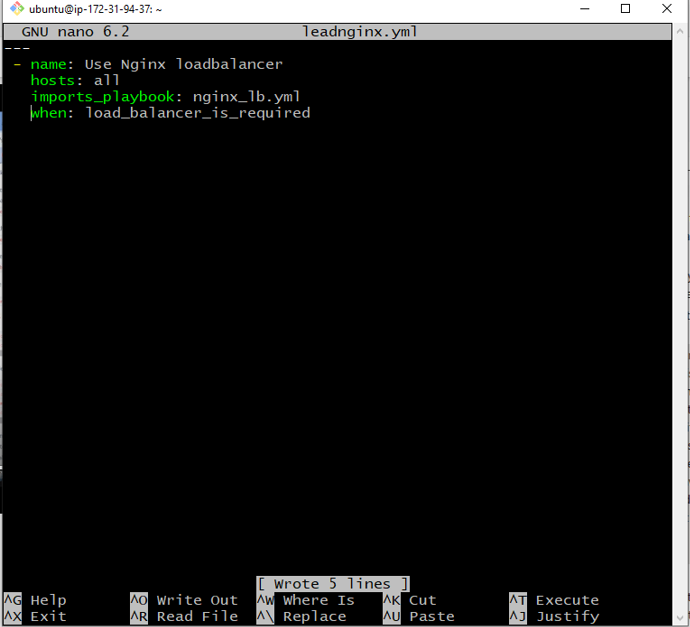 ubuntu@ip-172-31-94-37: ~
GNU nano 6.2 leadnginx.yml
---
- name: Use Nginx loadbalancer
hosts: all
imports_playbook: nginx_lb.yml
when: load_balancer_is_required
[ Wrote 5 lines ]
^G Help ^O Write Out ^W Where Is ^K Cut ^T Execute
^X Exit ^R Read File ^\ Replace ^U Paste ^J Justify